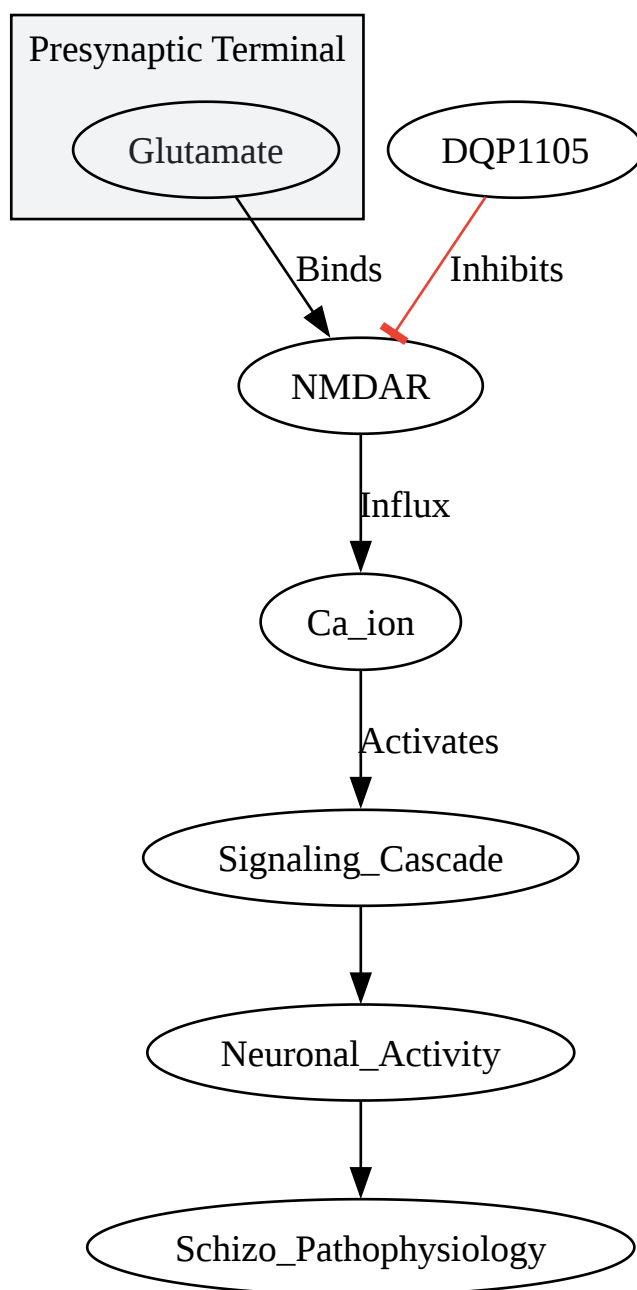 Presynaptic Terminal
Glutamate
DQP1105
Binds
Inhibits
NMDAR
Influx
Ca_ion
Activates
Signaling_Cascade
Neuronal_Activity
Schizo_Pathophysiology